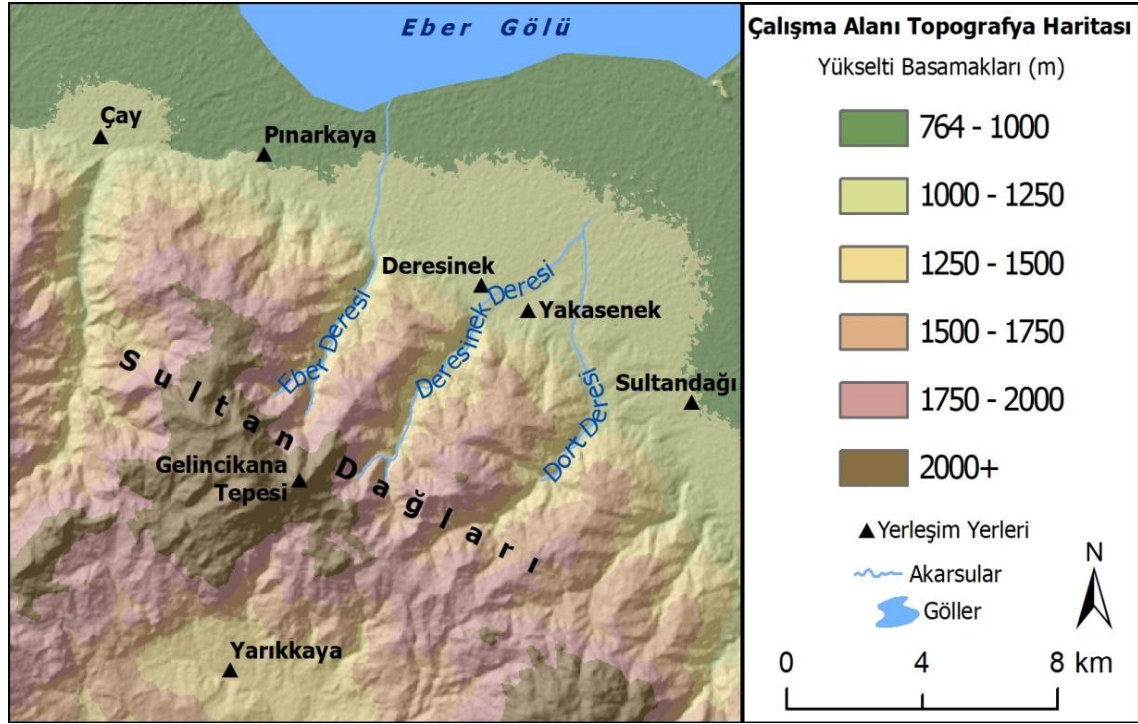 Eber Gölü
Çay
Pınarkaya
Deresinek
Yakasenek
Eber Deresi
Deresinek Deresi
Dort Deresi
Sultandağı
Sultan Dağları
Gelincikana
Tepesi
Yarıkkaya
Çalışma Alanı Topografya Haritası
Yükselti Basamakları (m)
764 - 1000
1000 - 1250
1250 - 1500
1500 - 1750
1750 - 2000
2000+
Yerleşim Yerleri
Akarsular
Göller
N
0 4 8 km